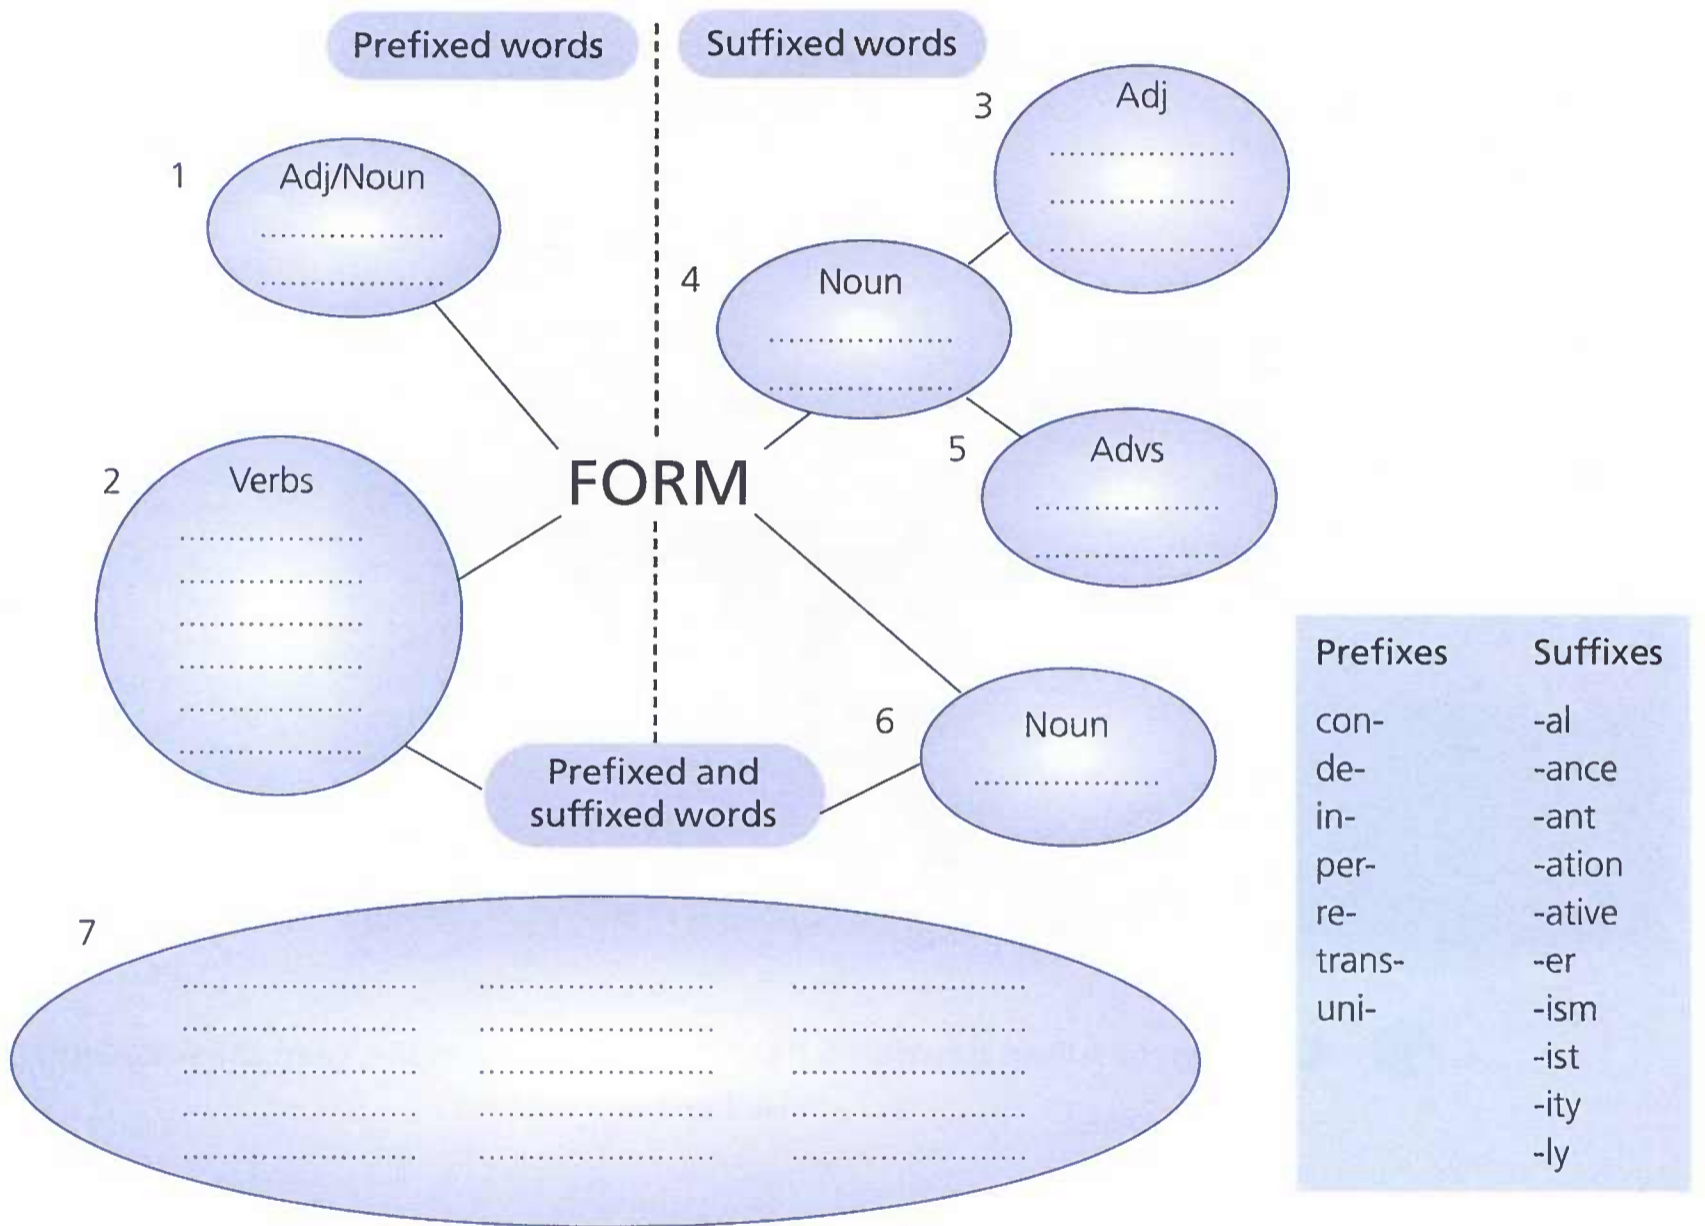 Prefixed words
Suffixed words
1
Adj/Noun
....................
....................
3
Adj
....................
....................
....................
4
Noun
....................
....................
2
Verbs
....................
....................
....................
....................
....................
....................
FORM
5
Advs
....................
....................
6
Noun
....................
Prefixed and
suffixed words
7
.......................... .......................... ..........................
.......................... .......................... ..........................
.......................... .......................... ..........................
.......................... .......................... ..........................
.......................... .......................... ..........................
Prefixes Suffixes
con- -al
de- -ance
in- -ant
per- -ation
re- -ative
trans- -er
uni- -ism
-ist
-ity
-ly